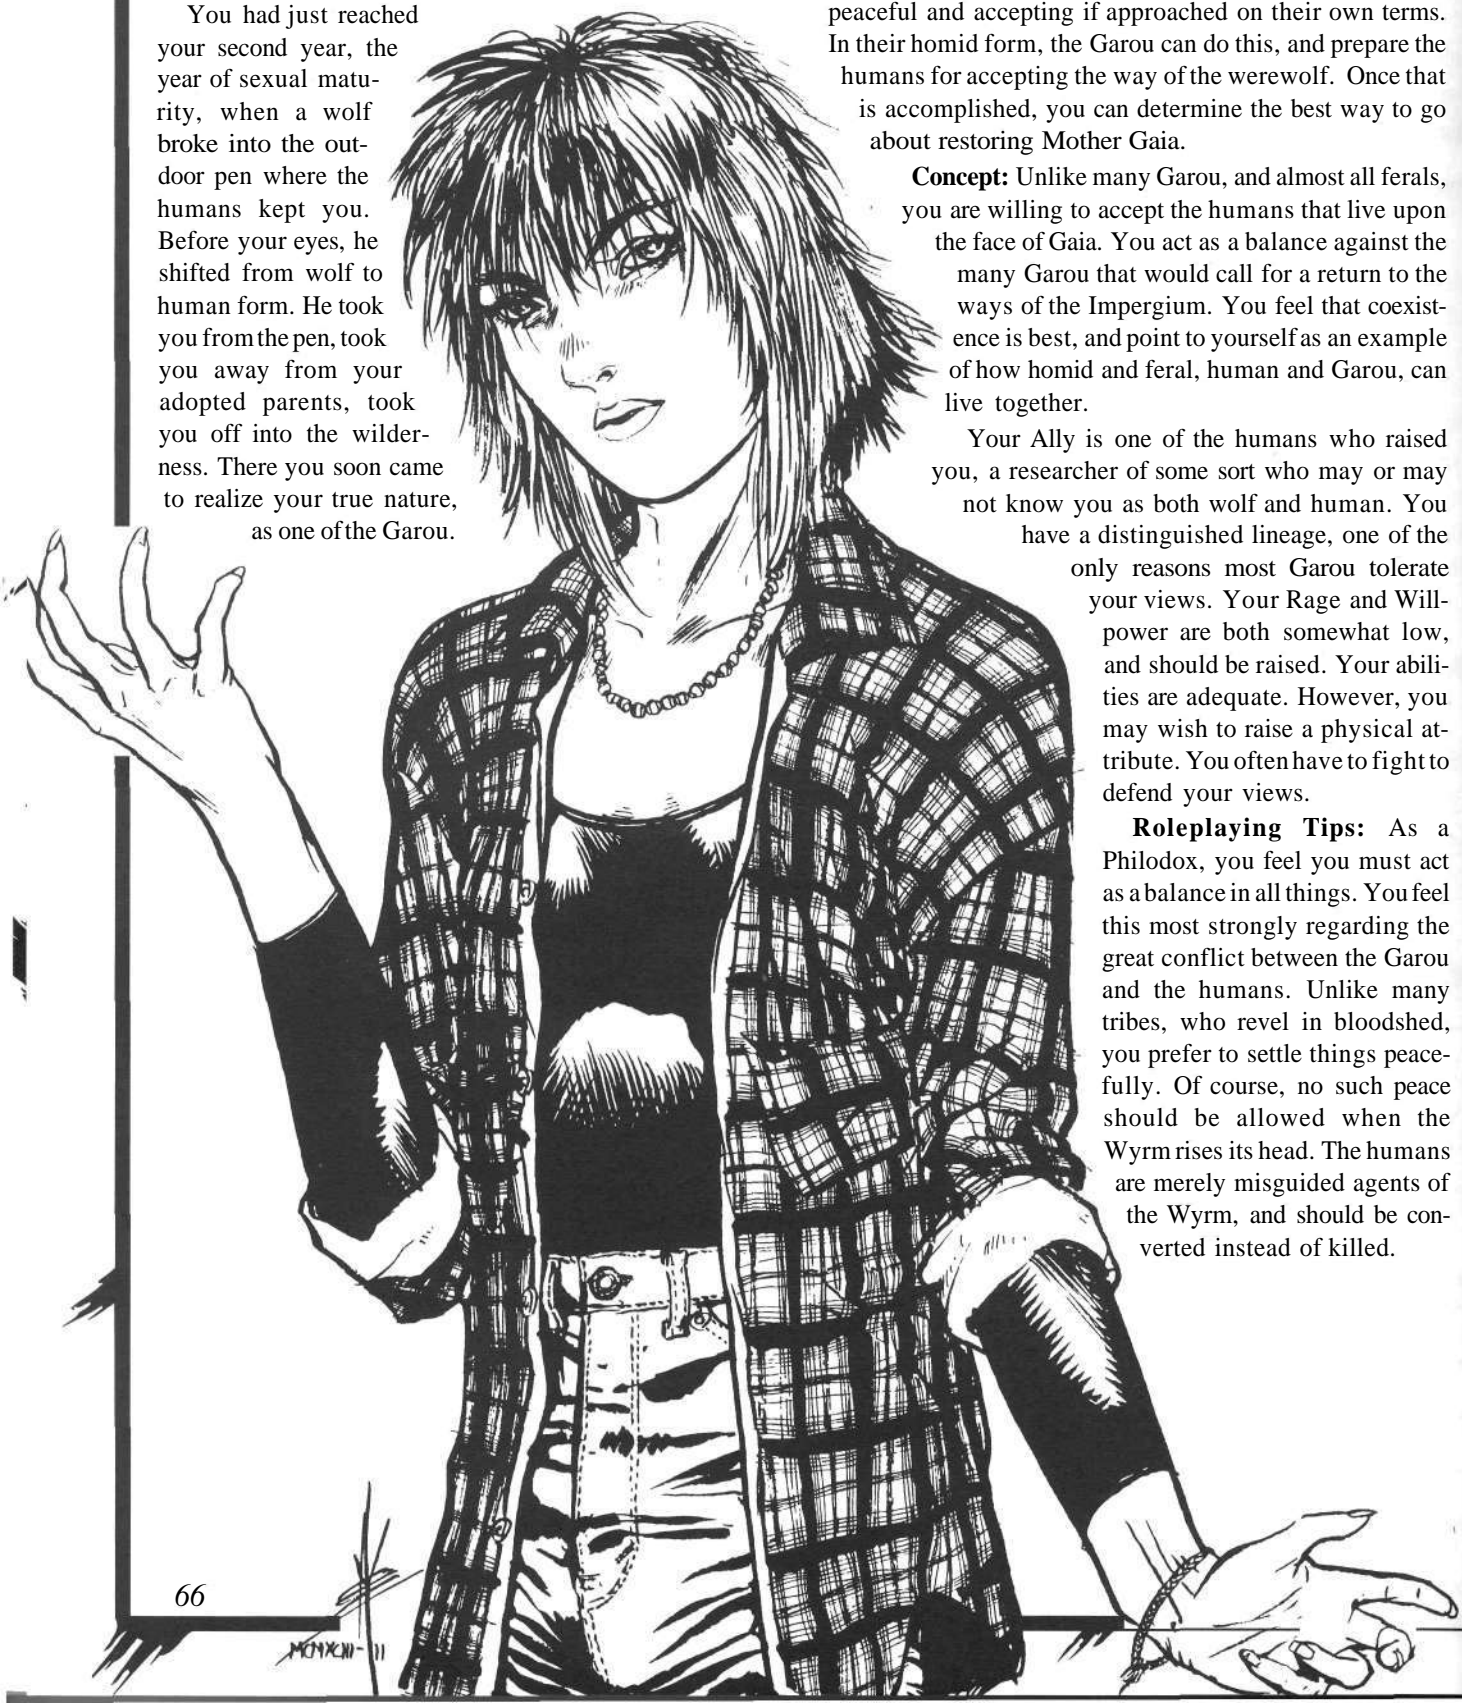 You had just reached
your second year, the
year of sexual matu-
rity, when a wolf
broke into the out-
door pen where the
humans kept you.
Before your eyes, he
shifted from wolf to
human form. He took
you from the pen, took
you away from your
adopted parents, took
you off into the wilder-
ness. There you soon came
to realize your true nature,
as one of the Garou.
peaceful and accepting if approached on their own terms.
In their homid form, the Garou can do this, and prepare the
humans for accepting the way of the werewolf. Once that
is accomplished, you can determine the best way to go
about restoring Mother Gaia.
Concept: Unlike many Garou, and almost all ferals,
you are willing to accept the humans that live upon
the face of Gaia. You act as a balance against the
many Garou that would call for a return to the
ways of the Impergium. You feel that coexist-
ence is best, and point to yourself as an example
of how homid and feral, human and Garou, can
live together.
Your Ally is one of the humans who raised
you, a researcher of some sort who may or may
not know you as both wolf and human. You
have a distinguished lineage, one of the
only reasons most Garou tolerate
your views. Your Rage and Will-
power are both somewhat low,
and should be raised. Your abili-
ties are adequate. However, you
may wish to raise a physical at-
tribute. You often have to fight to
defend your views.
Roleplaying Tips: As a
Philodox, you feel you must act
as a balance in all things. You feel
this most strongly regarding the
great conflict between the Garou
and the humans. Unlike many
tribes, who revel in bloodshed,
you prefer to settle things peace-
fully. Of course, no such peace
should be allowed when the
Wyrm rises its head. The humans
are merely misguided agents of
the Wyrm, and should be con-
verted instead of killed.
66